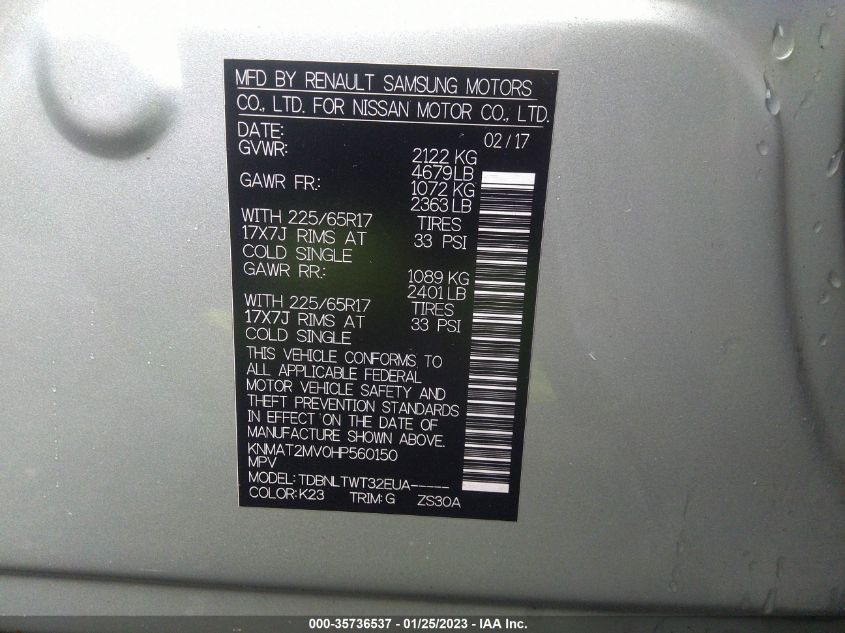 MFD BY RENAULT SAMSUNG MOTORS
CO., LTD. FOR NISSAN MOTOR CO., LTD.
DATE: 02/17
GVWR: 2122 KG
4679 LB
GAWR FR.: 1072 KG
2363 LB
WITH 225/65R17 TIRES
17X7J RIMS AT 33 PSI
COLD SINGLE
GAWR RR.: 1089 KG
2401 LB
WITH 225/65R17 TIRES
17X7J RIMS AT 33 PSI
COLD SINGLE
THIS VEHICLE CONFORMS TO
ALL APPLICABLE FEDERAL
MOTOR VEHICLE SAFETY AND
THEFT PREVENTION STANDARDS
IN EFFECT ON THE DATE OF
MANUFACTURE SHOWN ABOVE.
KNMAT2MV0HP560150
MPV
MODEL: TDBNLTWT32EUA-----
COLOR: K23 TRIM: G ZS30A
000-35736537 — 01/25/2023 — IAA Inc.